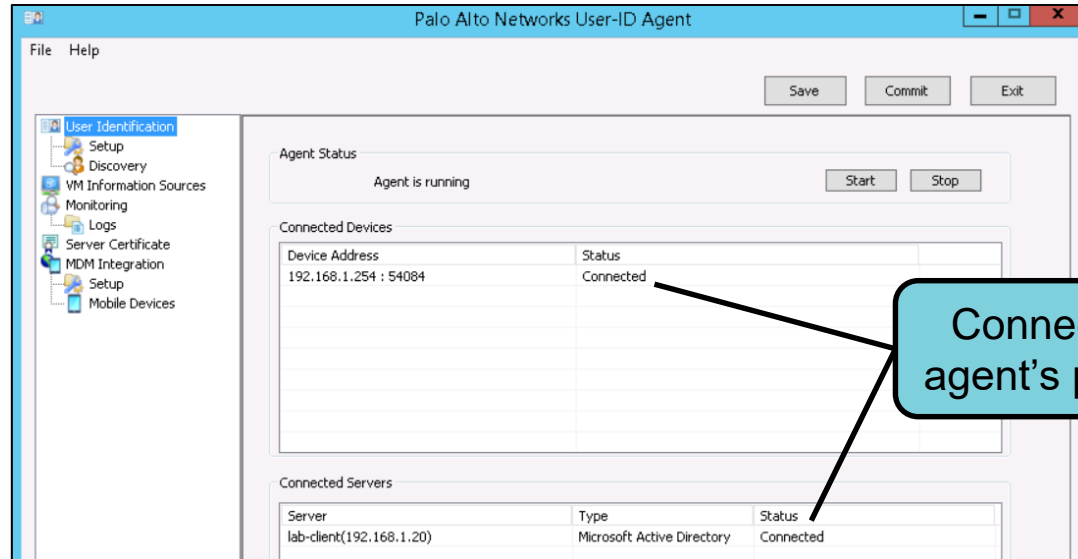 Palo Alto Networks User-ID Agent
File Help
Save Commit Exit
User Identification
Setup
Discovery
VM Information Sources
Monitoring
Logs
Server Certificate
MDM Integration
Setup
Mobile Devices
Agent Status
Agent is running Start Stop
Connected Devices
Device Address Status
192.168.1.254 : 54084 Connected
Conne
agent’s p
Connected Servers
Server Type Status
lab-client(192.168.1.20) Microsoft Active Directory Connected